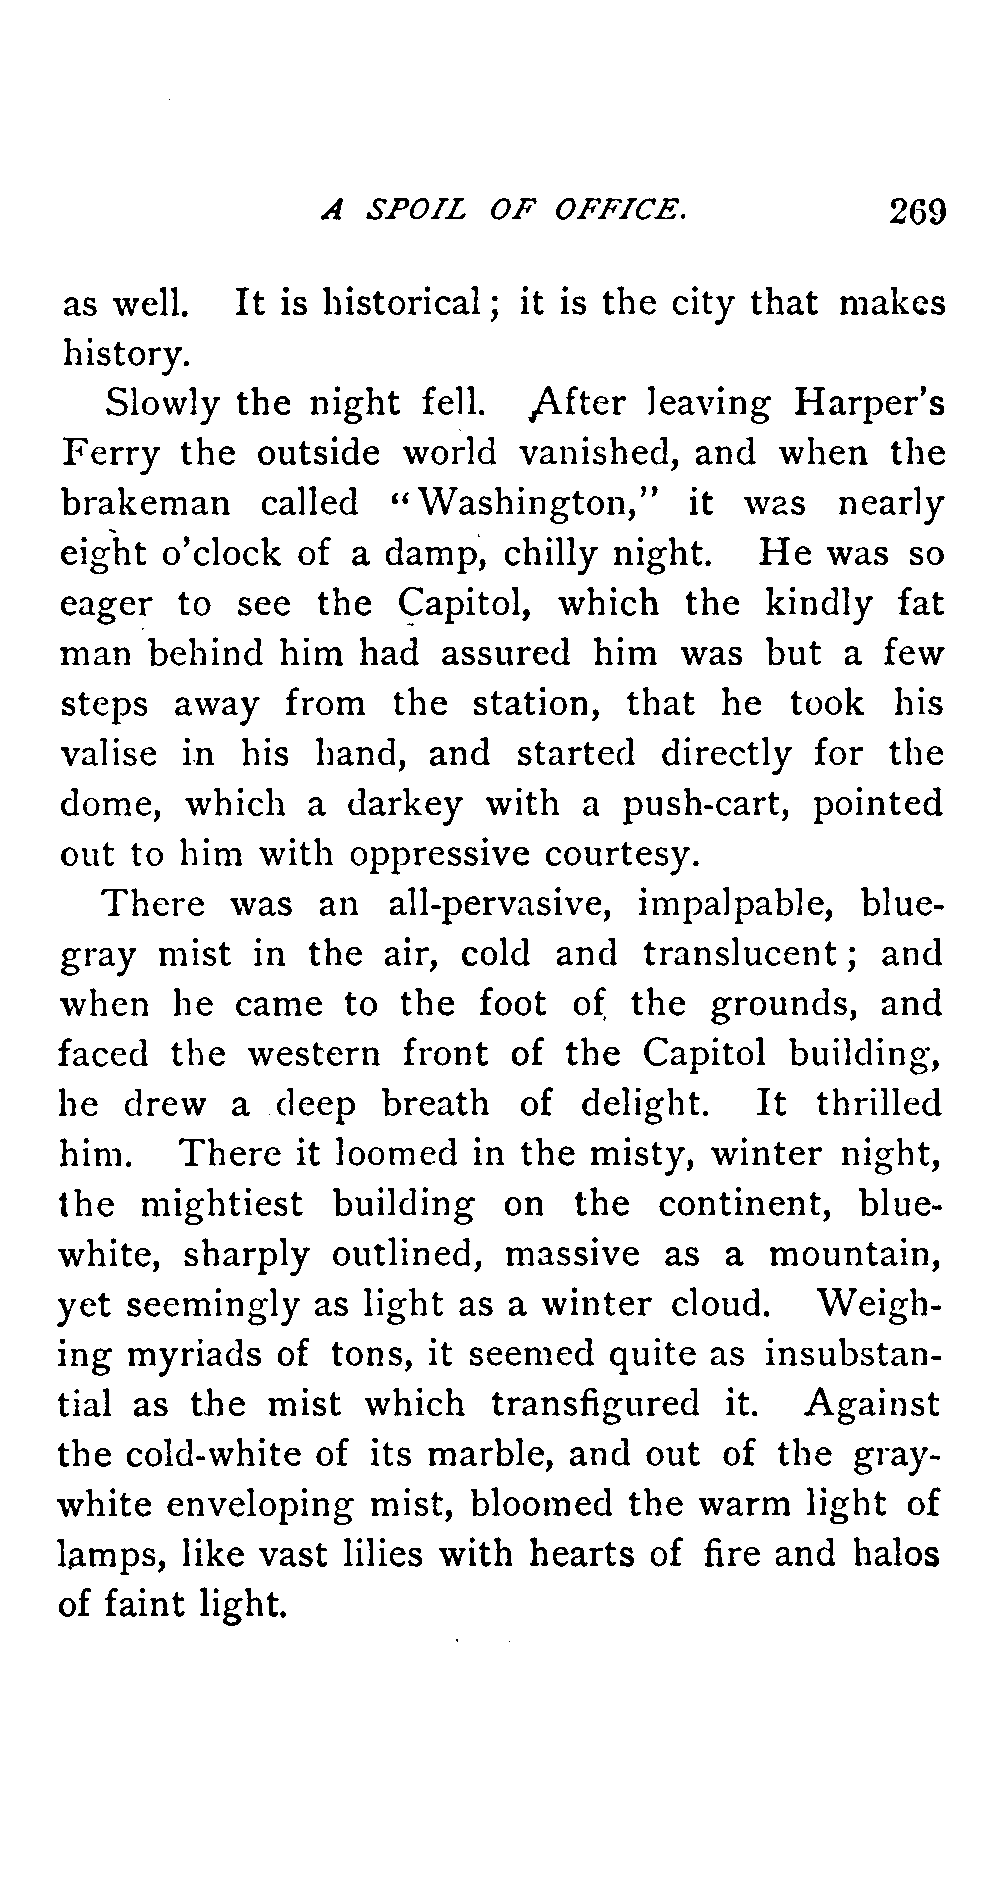 A SPOIL OF OFFICE. 269
as well. It is historical; it is the city that makes
history.
Slowly the night fell. After leaving Harper's
Ferry the outside world vanished, and when the
brakeman called "Washington," it was nearly
eight o'clock of a damp, chilly night. He was so
eager to see the Capitol, which the kindly fat
man behind him had assured him was but a few
steps away from the station, that he took his
valise in his hand, and started directly for the
dome, which a darkey with a push-cart, pointed
out to him with oppressive courtesy.
There was an all-pervasive, impalpable, blue-
gray mist in the air, cold and translucent; and
when he came to the foot of the grounds, and
faced the western front of the Capitol building,
he drew a deep breath of delight. It thrilled
him. There it loomed in the misty, winter night,
the mightiest building on the continent, blue-
white, sharply outlined, massive as a mountain,
yet seemingly as light as a winter cloud. Weigh-
ing myriads of tons, it seemed quite as insubstan-
tial as the mist which transfigured it. Against
the cold-white of its marble, and out of the gray-
white enveloping mist, bloomed the warm light of
lamps, like vast lilies with hearts of fire and halos
of faint light.